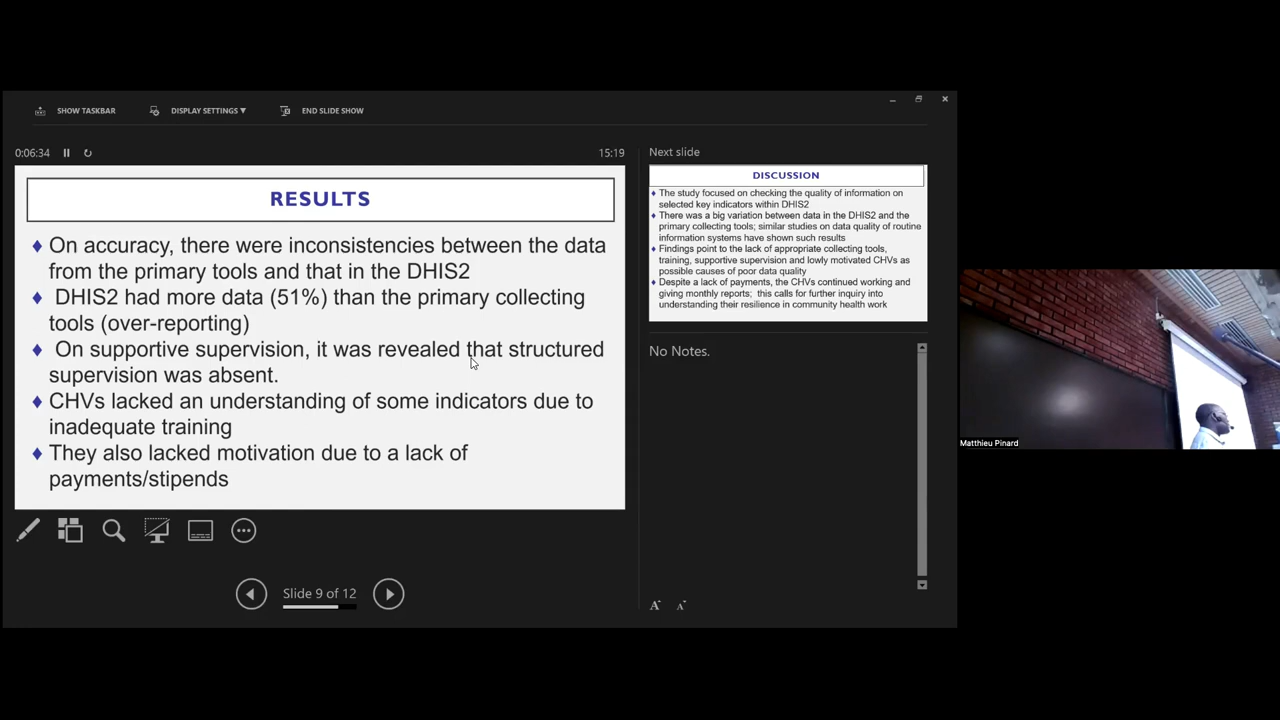 SHOW TASKBAR
DISPLAY SETTINGS ▼
END SLIDE SHOW
0:06:34
15:19
RESULTS
♦ On accuracy, there were inconsistencies between the data
from the primary tools and that in the DHIS2
♦ DHIS2 had more data (51%) than the primary collecting
tools (over-reporting)
♦ On supportive supervision, it was revealed that structured
supervision was absent.
♦ CHVs lacked an understanding of some indicators due to
inadequate training
♦ They also lacked motivation due to a lack of
payments/stipends
Slide 9 of 12
Next slide
DISCUSSION
♦ The study focused on checking the quality of information on
selected key indicators within DHIS2
♦ There was a big variation between data in the DHIS2 and the
primary collecting tools; similar studies on data quality of routine
information systems have shown such results
♦ Findings point to the lack of appropriate collecting tools,
training, supportive supervision and lowly motivated CHVs as
possible causes of poor data quality
♦ Despite a lack of payments, the CHVs continued working and
giving monthly reports; this calls for further inquiry into
understanding their resilience in community health work
No Notes.
A A
Matthieu Pinard